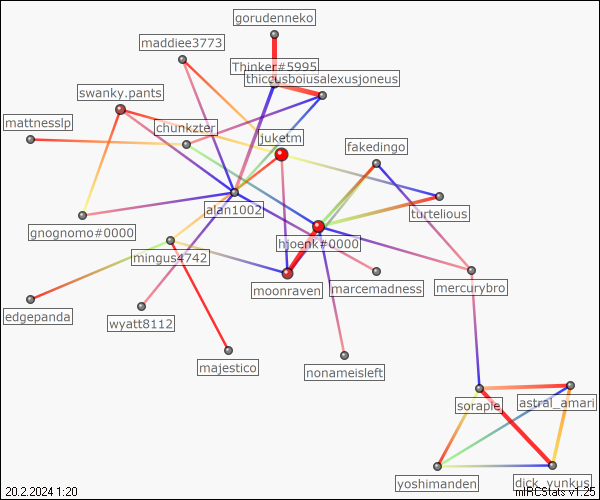 gorudenneko
maddiee3773
Thinker#5995
thiccusboiusalexusjoneus
swanky.pants
mattnesslp
chunkzter
juketm
fakedingo
alan1002
turtelious
gnognomo#0000
hjoenk#0000
mingus4742
moonraven
marcemadness
mercurybro
edgepanda
wyatt8112
majestico
nonameisleft
sorapie
astral_amari
yoshimanden
dick_yunkus
20.2.2024 1:20
mIRCStats v1.25